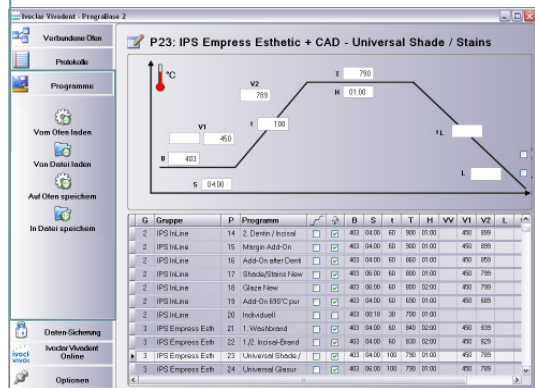 Ivoclar Vivadent - PrograBase 2
Verbundene Öfen
Protokolle
Programme
Vom Ofen laden
Von Datei laden
Auf Ofen speichern
In Datei speichern
Daten-Sicherung
Ivoclar Vivadent Online
Optionen
P23: IPS Empress Esthetic + CAD - Universal Shade / Stains
°C
T 790
V2
789
H 01:00
V1
450
t 100
tL
B 403
L
S 04:00
G Gruppe P Programm B S t T H VV V1 V2 L
2 IPS InLine 14 2. Dentin / Incisal 403 04:00 60 900 01:00 450 899
2 IPS InLine 15 Margin Add-On 403 04:00 60 900 01:00 450 899
2 IPS InLine 16 Add-On after Denti 403 04:00 60 860 01:00 450 859
2 IPS InLine 17 Shade/Stains New 403 06:00 60 800 01:00 450 799
2 IPS InLine 18 Glaze New 403 06:00 60 800 02:00 450 799
2 IPS InLine 19 Add-On 690°C pur 403 04:00 60 690 01:00 450 689
2 IPS InLine 20 Individuell 403 00:18 30 700 01:00
3 IPS Empress Esth 21 1. Washbrand 403 04:00 60 840 02:00 450 839
3 IPS Empress Esth 22 1./2. Incisal-Brand 403 04:00 60 830 02:00 450 829
3 IPS Empress Esth 23 Universal Shade / 403 04:00 100 790 01:00 450 789
3 IPS Empress Esth 24 Universal Glasur 403 06:00 100 790 01:00 450 789